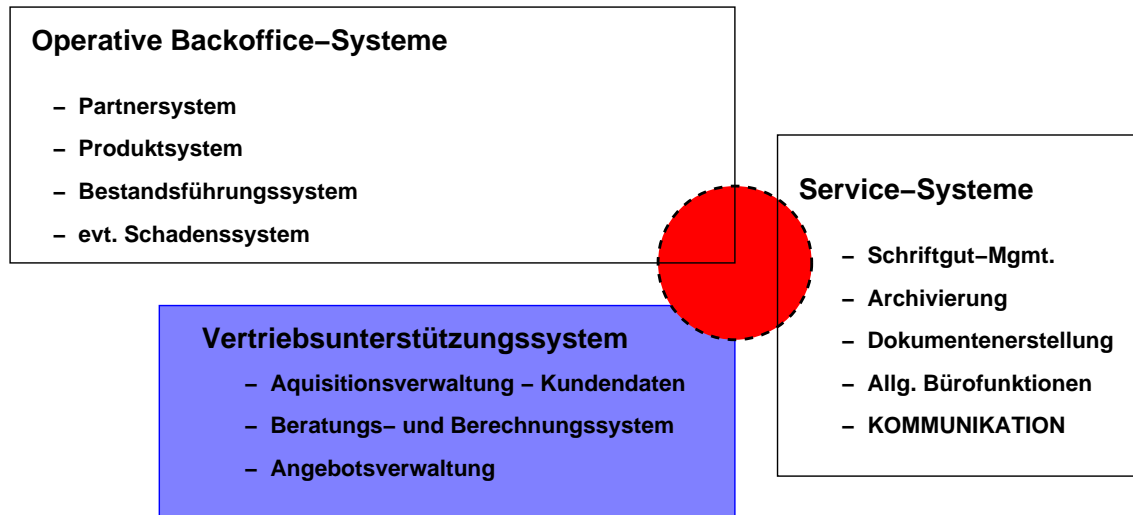 Operative Backoffice–Systeme
– Partnersystem
– Produktsystem
– Bestandsführungssystem
– evt. Schadenssystem
Service–Systeme
– Schriftgut–Mgmt.
– Archivierung
– Dokumentenerstellung
– Allg. Bürofunktionen
– KOMMUNIKATION
Vertriebsunterstützungssystem
– Aquisitionsverwaltung – Kundendaten
– Beratungs– und Berechnungssystem
– Angebotsverwaltung